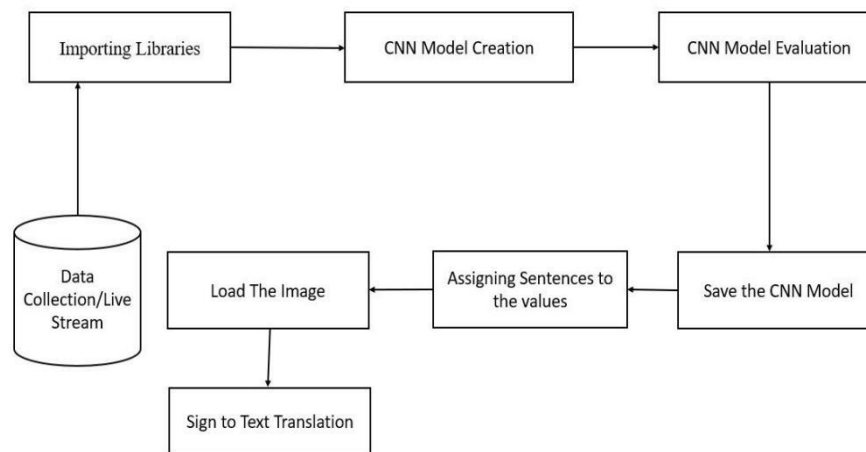 Importing Libraries
CNN Model Creation
CNN Model Evaluation
Data
Collection/Live
Stream
Load The Image
Assigning Sentences to
the values
Save the CNN Model
Sign to Text Translation